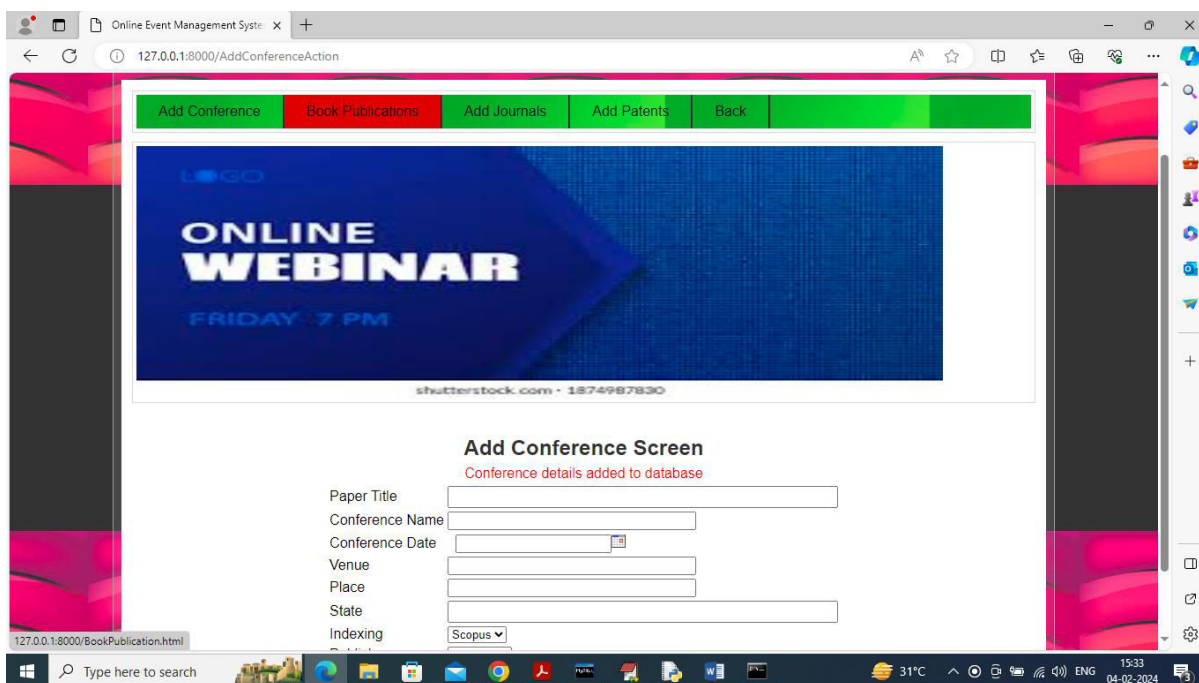 Online Event Management Syste
127.0.0.1:8000/AddConferenceAction
Add Conference Book Publications Add Journals Add Patents Back
LOGO
ONLINE
WEBINAR
FRIDAY 7 PM
shutterstock.com · 1874987830
Add Conference Screen
Conference details added to database
Paper Title
Conference Name
Conference Date
Venue
Place
State
Indexing Scopus
127.0.0.1:8000/BookPublication.html
Type here to search 31°C ENG 15:33
04-02-2024